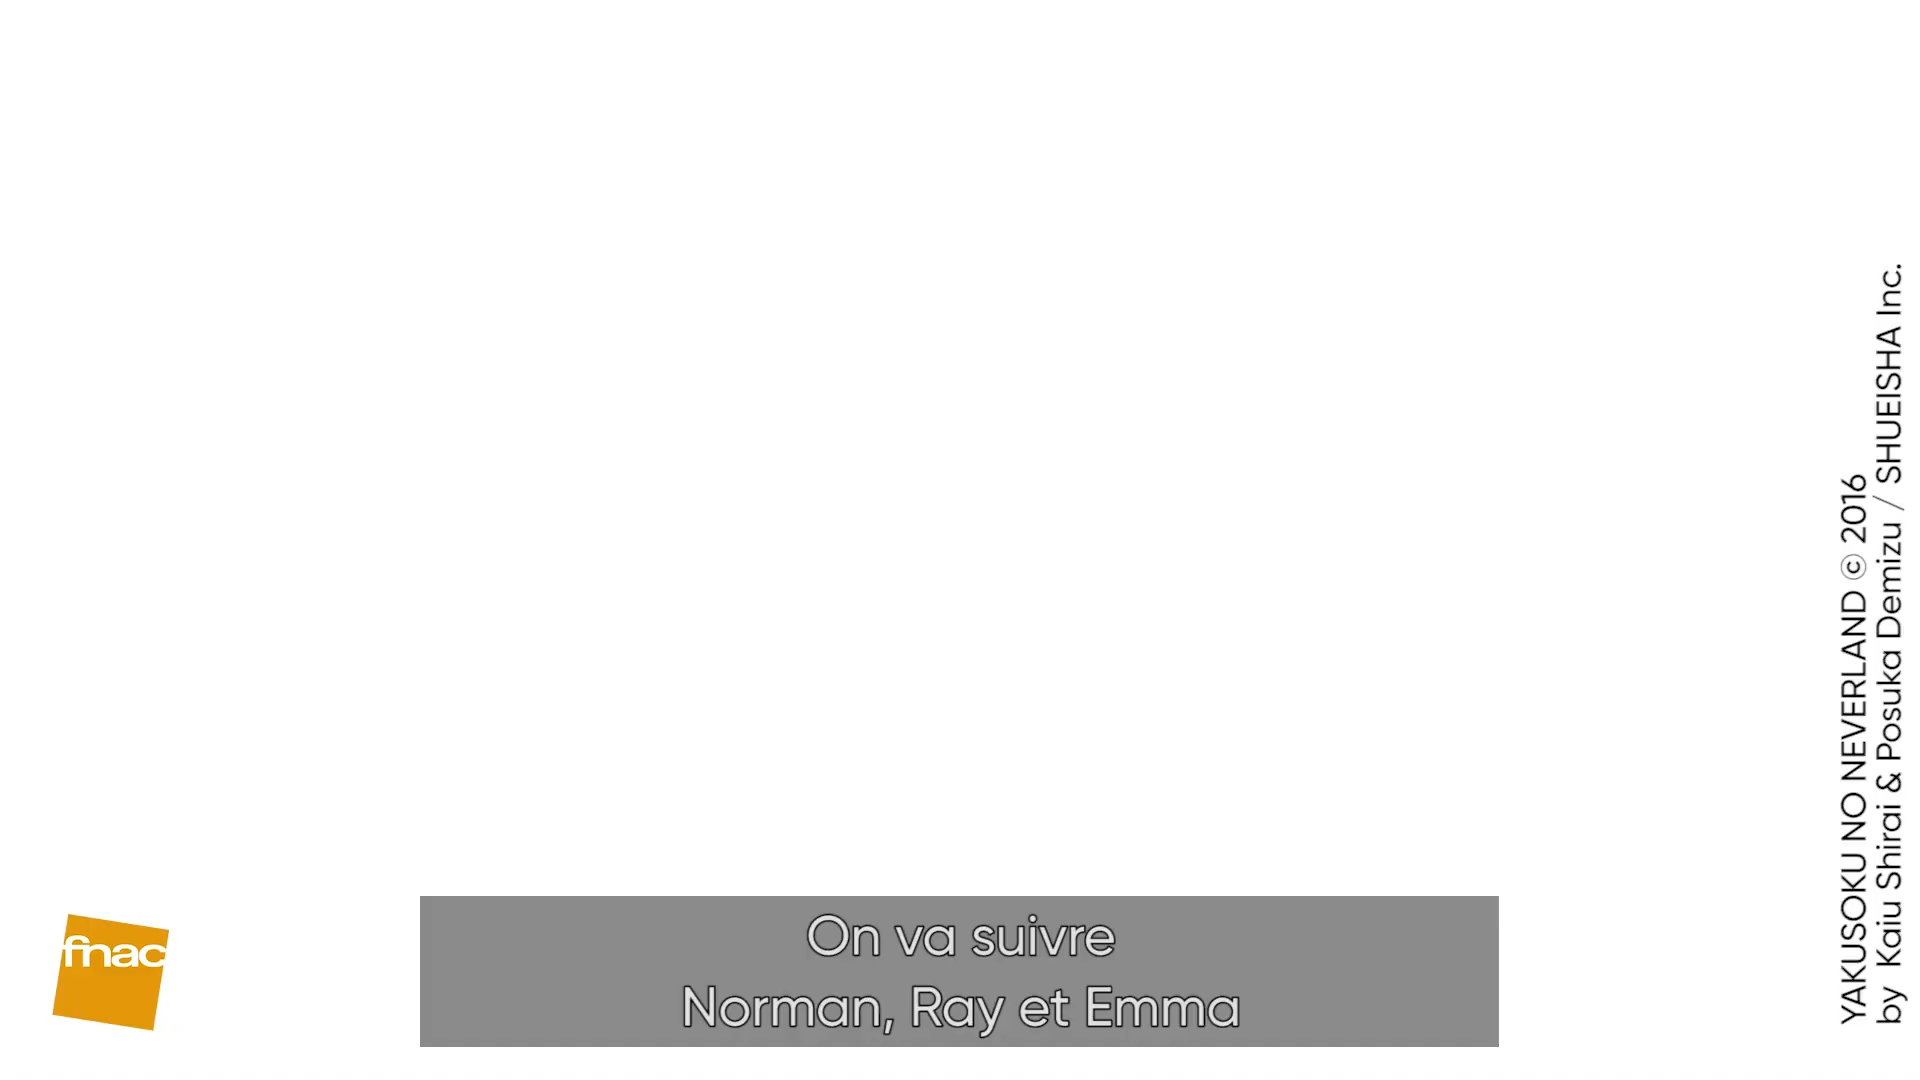 YAKUSOKU NO NEVERLAND © 2016
by Kaiu Shirai & Posuka Demizu / SHUEISHA Inc.
fnac
On va suivre
Norman, Ray et Emma